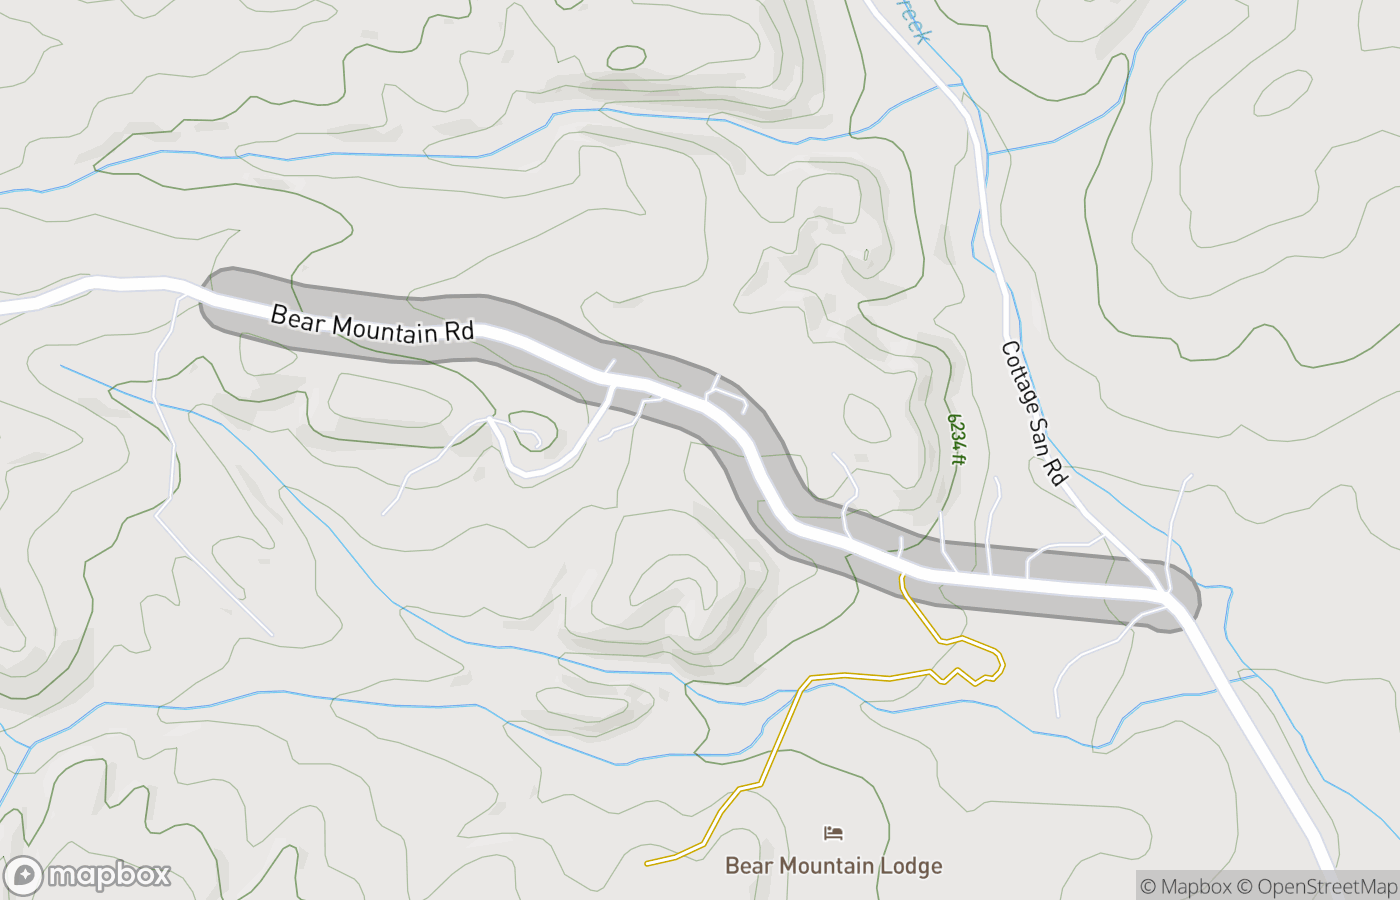 reek
Bear Mountain Rd
Cottage San Rd
6234 ft
Bear Mountain Lodge
mapbox
© Mapbox © OpenStreetMap